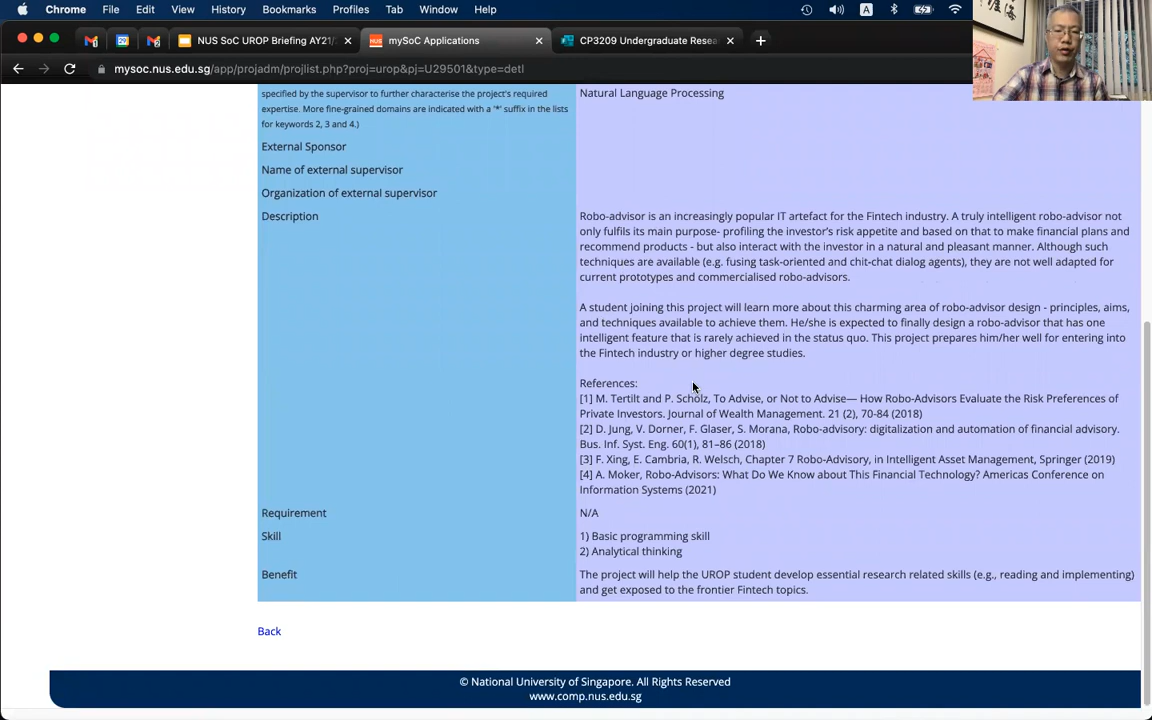 Chrome File Edit View History Bookmarks Profiles Tab Window Help
NUS SoC UROP Briefing AY21/ mySoC Applications CP3209 Undergraduate Resea
mysoc.nus.edu.sg/app/projadm/projlist.php?proj=urop&pj=U29501&type=detl
specified by the supervisor to further characterise the project's required
expertise. More fine-grained domains are indicated with a '*' suffix in the lists
for keywords 2, 3 and 4.)
Natural Language Processing
External Sponsor
Name of external supervisor
Organization of external supervisor
Description
Robo-advisor is an increasingly popular IT artefact for the Fintech industry. A truly intelligent robo-advisor not
only fulfils its main purpose- profiling the investor's risk appetite and based on that to make financial plans and
recommend products - but also interact with the investor in a natural and pleasant manner. Although such
techniques are available (e.g. fusing task-oriented and chit-chat dialog agents), they are not well adapted for
current prototypes and commercialised robo-advisors.
A student joining this project will learn more about this charming area of robo-advisor design - principles, aims,
and techniques available to achieve them. He/she is expected to finally design a robo-advisor that has one
intelligent feature that is rarely achieved in the status quo. This project prepares him/her well for entering into
the Fintech industry or higher degree studies.
References:
[1] M. Tertilt and P. Scholz, To Advise, or Not to Advise— How Robo-Advisors Evaluate the Risk Preferences of
Private Investors. Journal of Wealth Management. 21 (2), 70-84 (2018)
[2] D. Jung, V. Dorner, F. Glaser, S. Morana, Robo-advisory: digitalization and automation of financial advisory.
Bus. Inf. Syst. Eng. 60(1), 81–86 (2018)
[3] F. Xing, E. Cambria, R. Welsch, Chapter 7 Robo-Advisory, in Intelligent Asset Management, Springer (2019)
[4] A. Moker, Robo-Advisors: What Do We Know about This Financial Technology? Americas Conference on
Information Systems (2021)
Requirement
N/A
Skill
1) Basic programming skill
2) Analytical thinking
Benefit
The project will help the UROP student develop essential research related skills (e.g., reading and implementing)
and get exposed to the frontier Fintech topics.
Back
© National University of Singapore. All Rights Reserved
www.comp.nus.edu.sg